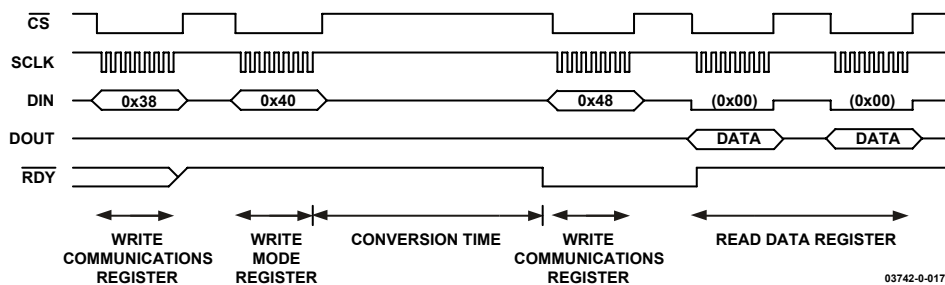 CS
SCLK
DIN 0x38 0x40 0x48 (0x00) (0x00)
DOUT DATA DATA
RDY
WRITE
COMMUNICATIONS
REGISTER
WRITE
MODE
REGISTER
CONVERSION TIME
WRITE
COMMUNICATIONS
REGISTER
READ DATA REGISTER
03742-0-017